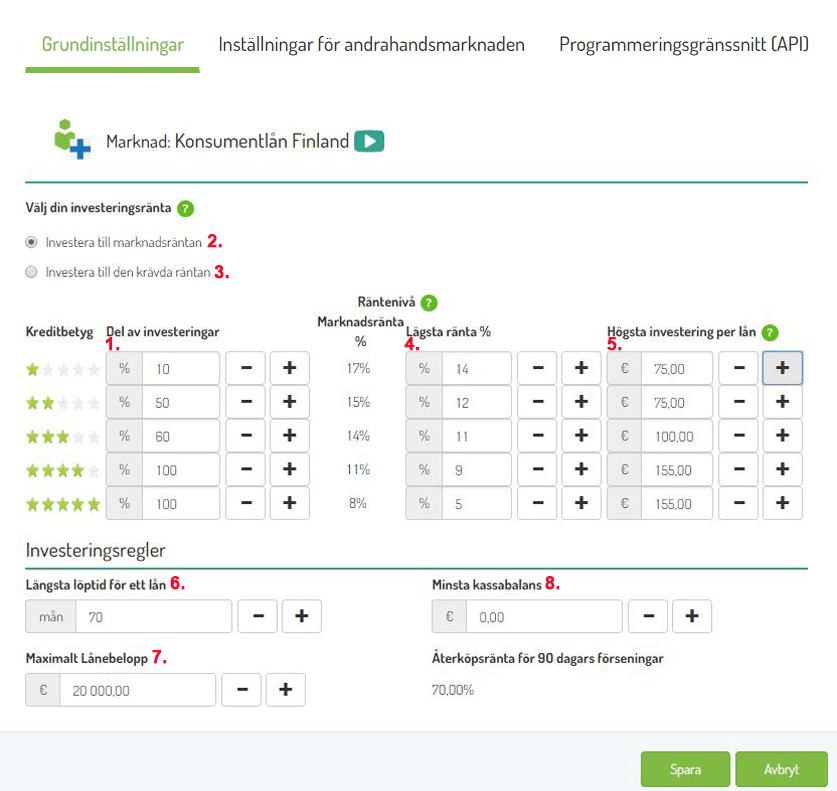 Grundinställningar Inställningar för andrahandsmarknaden Programmeringsgränssnitt (API)
Marknad: Konsumentlån Finland
Välj din investeringsränta ?
Investera till marknadsräntan 2.
Investera till den krävda räntan 3.
Räntenivå ?
Kreditbetyg Del av investeringar Marknadsränta % Lägsta ränta % Högsta investering per lån ?
1. 4. 5.
% 10 − + 17% % 14 − + € 75,00 − +
% 50 − + 15% % 12 − + € 75,00 − +
% 60 − + 14% % 11 − + € 100,00 − +
% 100 − + 11% % 9 − + € 155,00 − +
% 100 − + 8% % 5 − + € 155,00 − +
Investeringsregler
Längsta löptid för ett lån 6. Minsta kassabalans 8.
mån 70 − + € 0,00 − +
Maximalt Lånebelopp 7. Återköpsränta för 90 dagars förseningar
€ 20 000,00 − + 70,00%
Spara Avbryt